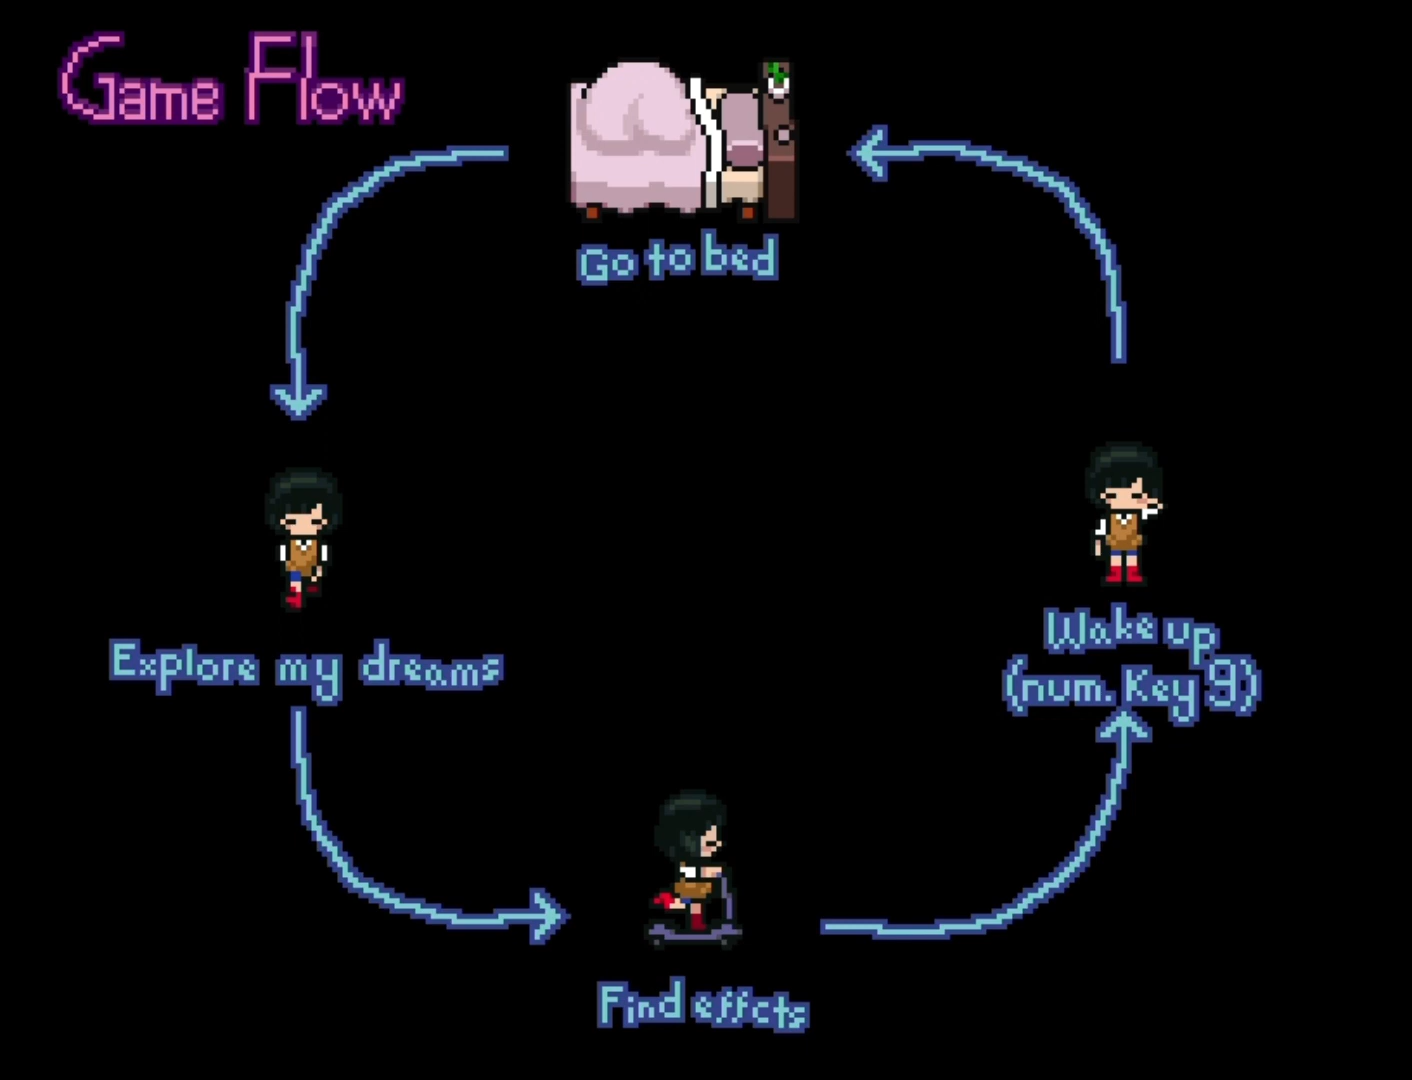 Game Flow
Go to bed
Explore my dreams
Wake up
(num. Key 9)
Find effcts